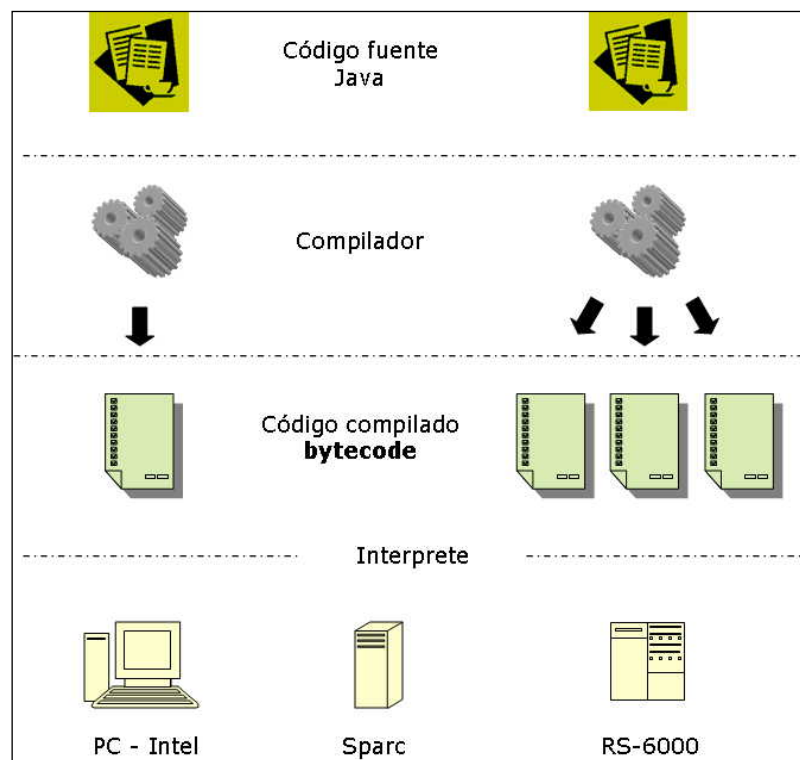 Código fuente
Java
Compilador
Código compilado
bytecode
Interprete
PC - Intel
Sparc
RS-6000